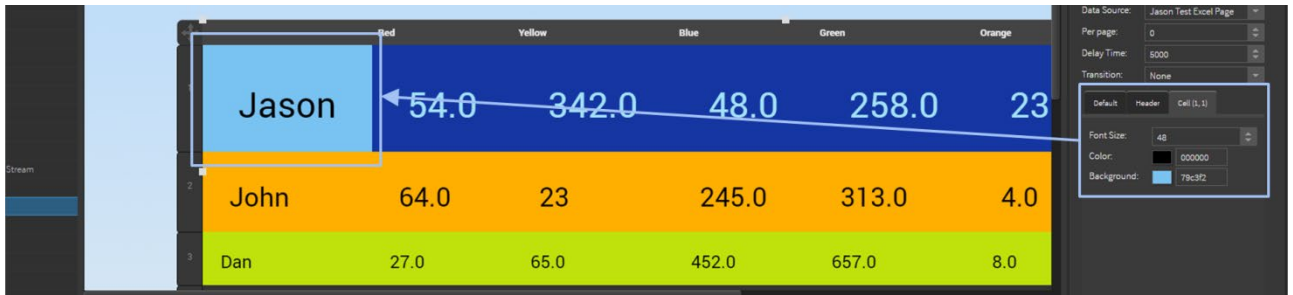 Data Source: Jason Test Excel Page
Per page: 0
Delay Time: 5000
Transition: None
Red Yellow Blue Green Orange
1 Jason 54.0 342.0 48.0 258.0 23
Default Header Cell (1, 1)
Font Size: 48
Color: 000000
Background: 79c3f2
Stream
2 John 64.0 23 245.0 313.0 4.0
3 Dan 27.0 65.0 452.0 657.0 8.0